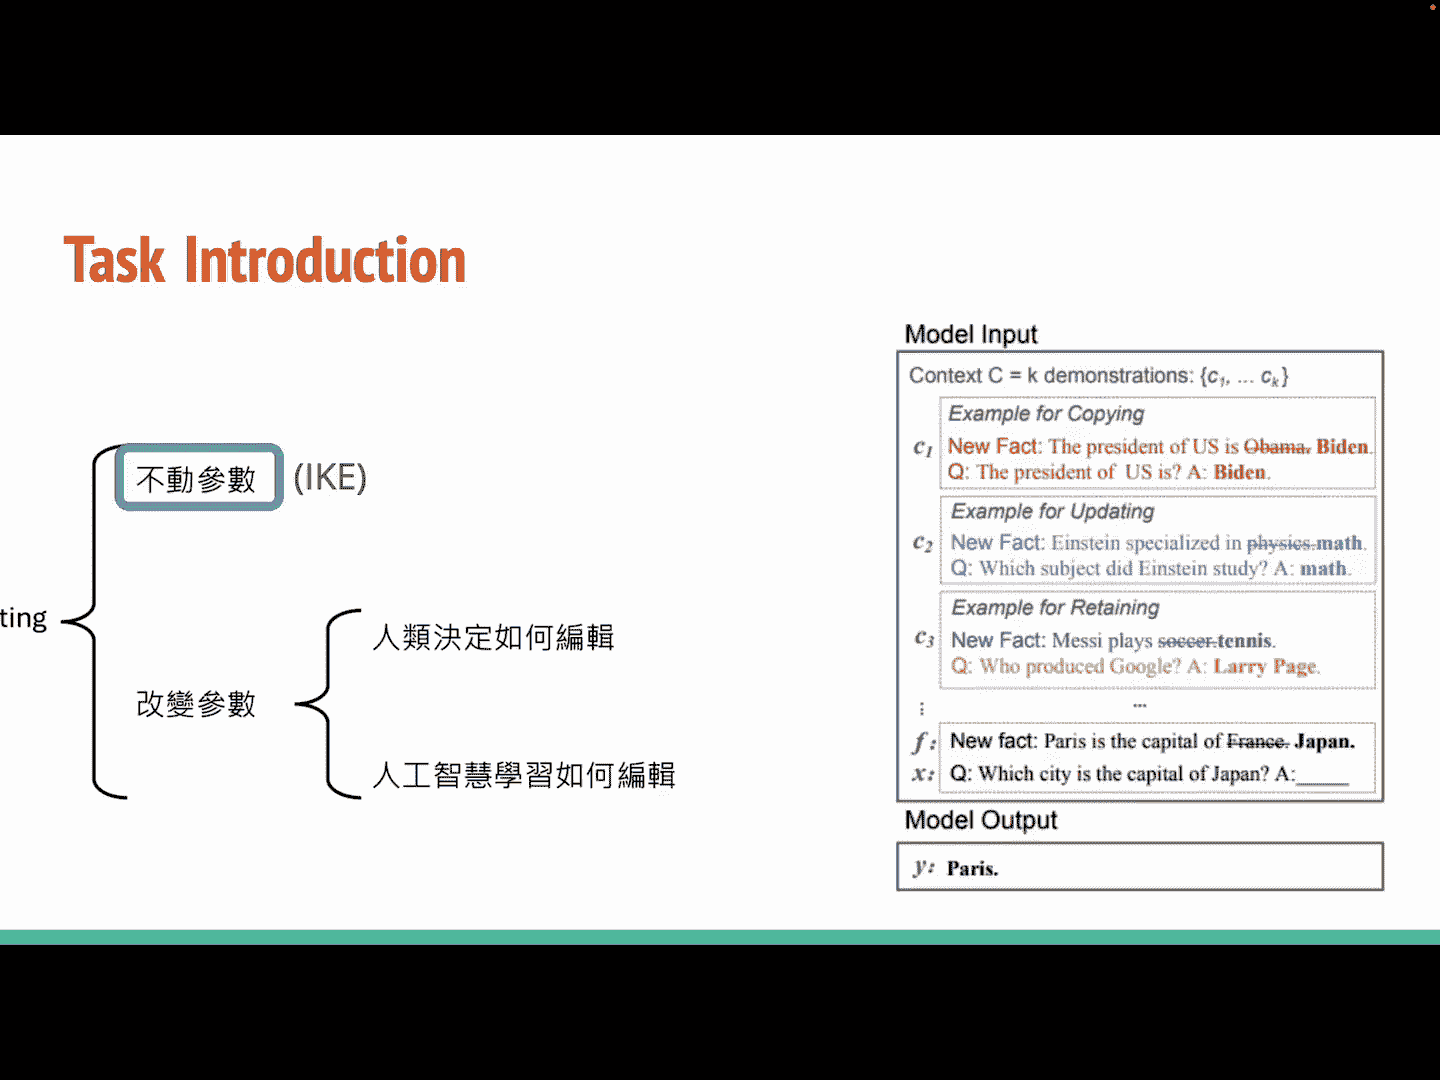 Task Introduction
ting
不動參數
(IKE)
改變參數
人類決定如何編輯
人工智慧學習如何編輯
Model Input
Context C = k demonstrations: {c1, ... ck}
Example for Copying
c1
New Fact: The president of US is Obama. Biden.
Q: The president of US is? A: Biden.
Example for Updating
c2
New Fact: Einstein specialized in physics. math.
Q: Which subject did Einstein study? A: math.
Example for Retaining
c3
New Fact: Messi plays soccer. tennis.
Q: Who produced Google? A: Larry Page.
⋮ ...
f: New fact: Paris is the capital of France. Japan.
x: Q: Which city is the capital of Japan? A:_____
Model Output
y: Paris.